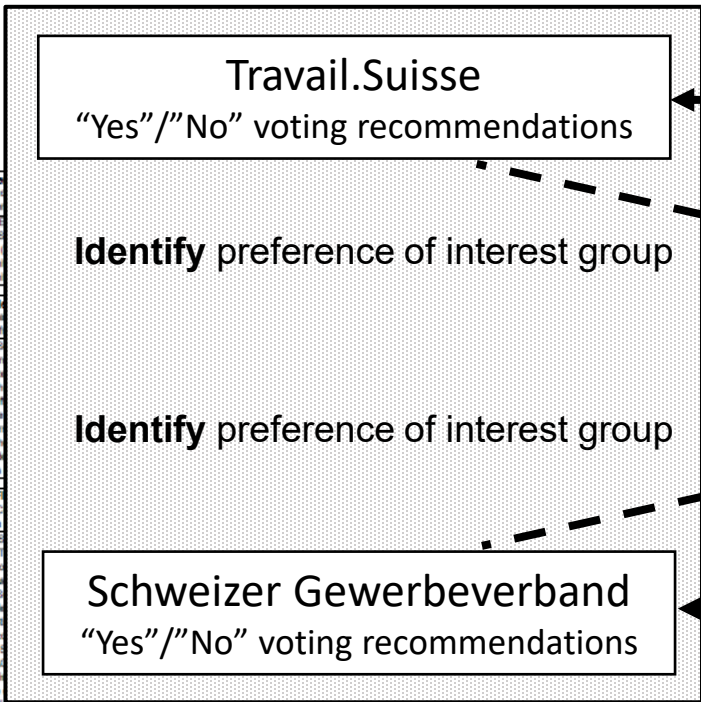 Travail.Suisse
“Yes”/”No” voting recommendations
Identify preference of interest group
Identify preference of interest group
Schweizer Gewerbeverband
“Yes”/”No” voting recommendations